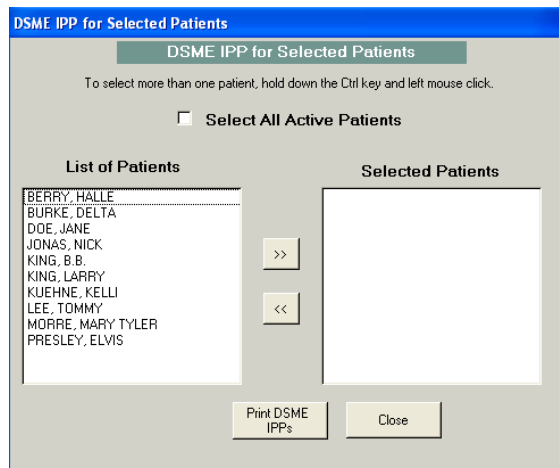 DSME IPP for Selected Patients
DSME IPP for Selected Patients
To select more than one patient, hold down the Ctrl key and left mouse click.
Select All Active Patients
List of Patients
Selected Patients
BERRY, HALLE
BURKE, DELTA
DOE, JANE
JONAS, NICK
KING, B.B.
KING, LARRY
KUEHNE, KELLI
LEE, TOMMY
MORRE, MARY TYLER
PRESLEY, ELVIS
>>
<<
Print DSME
IPPs
Close